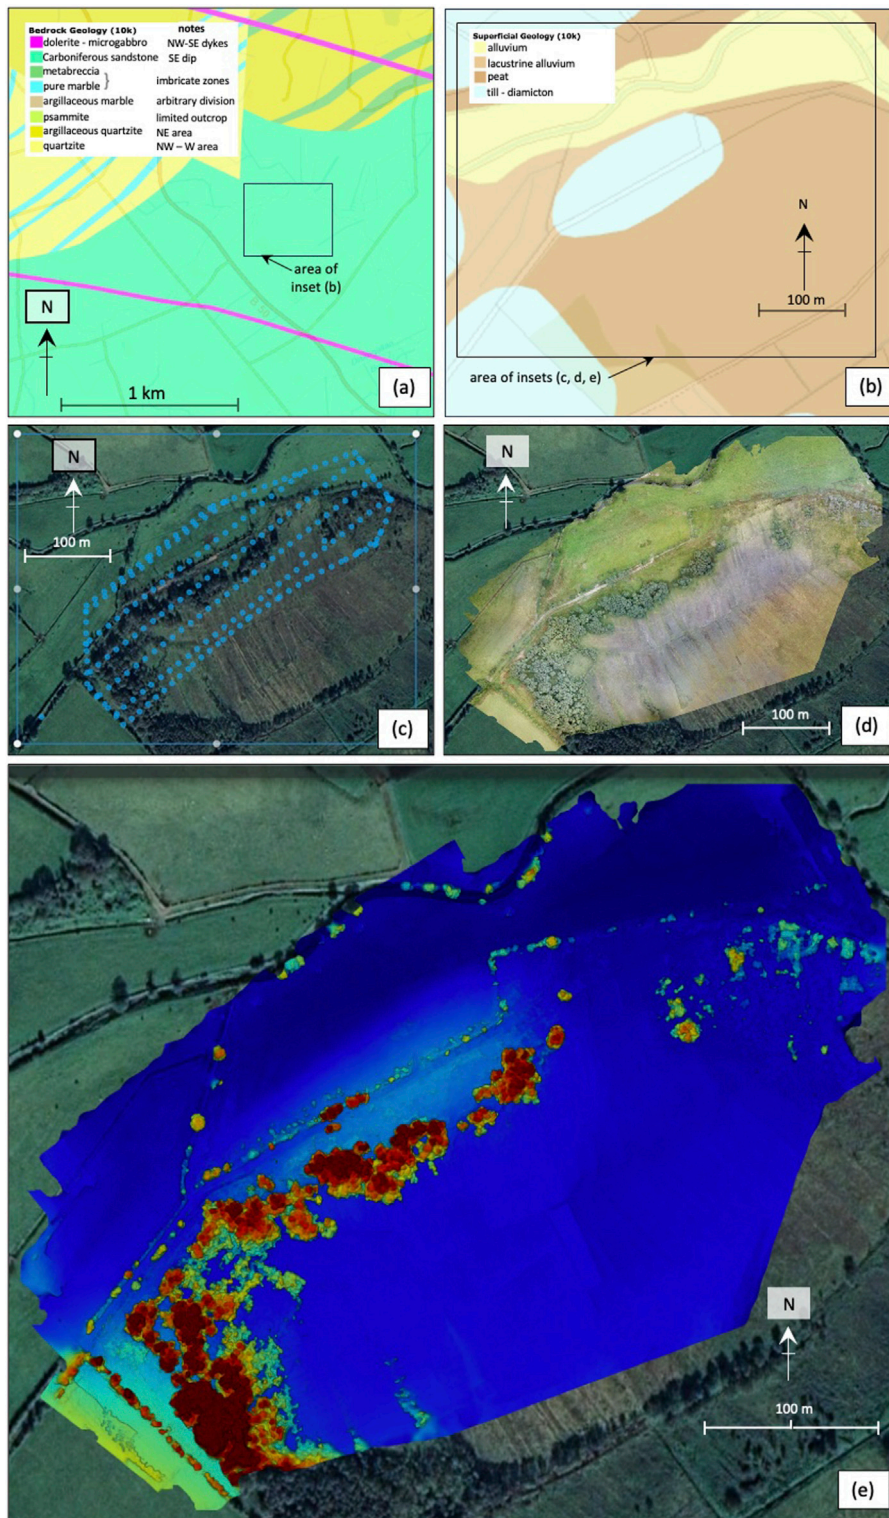 Bedrock Geology (10k) notes
dolerite - microgabbro NW-SE dykes
Carboniferous sandstone SE dip
metabreccia
pure marble } imbricate zones
argillaceous marble arbitrary division
psammite limited outcrop
argillaceous quartzite NE area
quartzite NW – W area
area of
inset (b)
N
1 km
(a)
Superficial Geology (10k)
alluvium
lacustrine alluvium
peat
till - diamicton
N
100 m
area of insets (c, d, e)
(b)
N
100 m
(c)
N
100 m
(d)
N
100 m
(e)